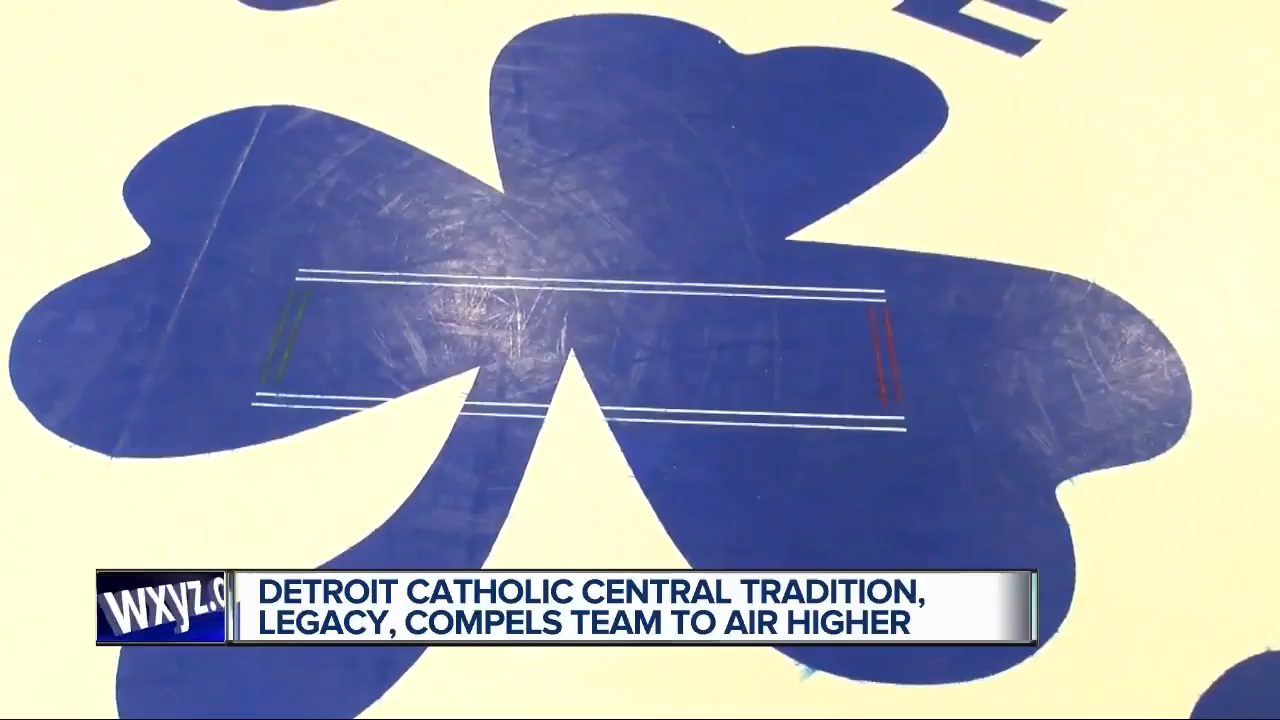 E
Wxyz.c
DETROIT CATHOLIC CENTRAL TRADITION,
LEGACY, COMPELS TEAM TO AIR HIGHER